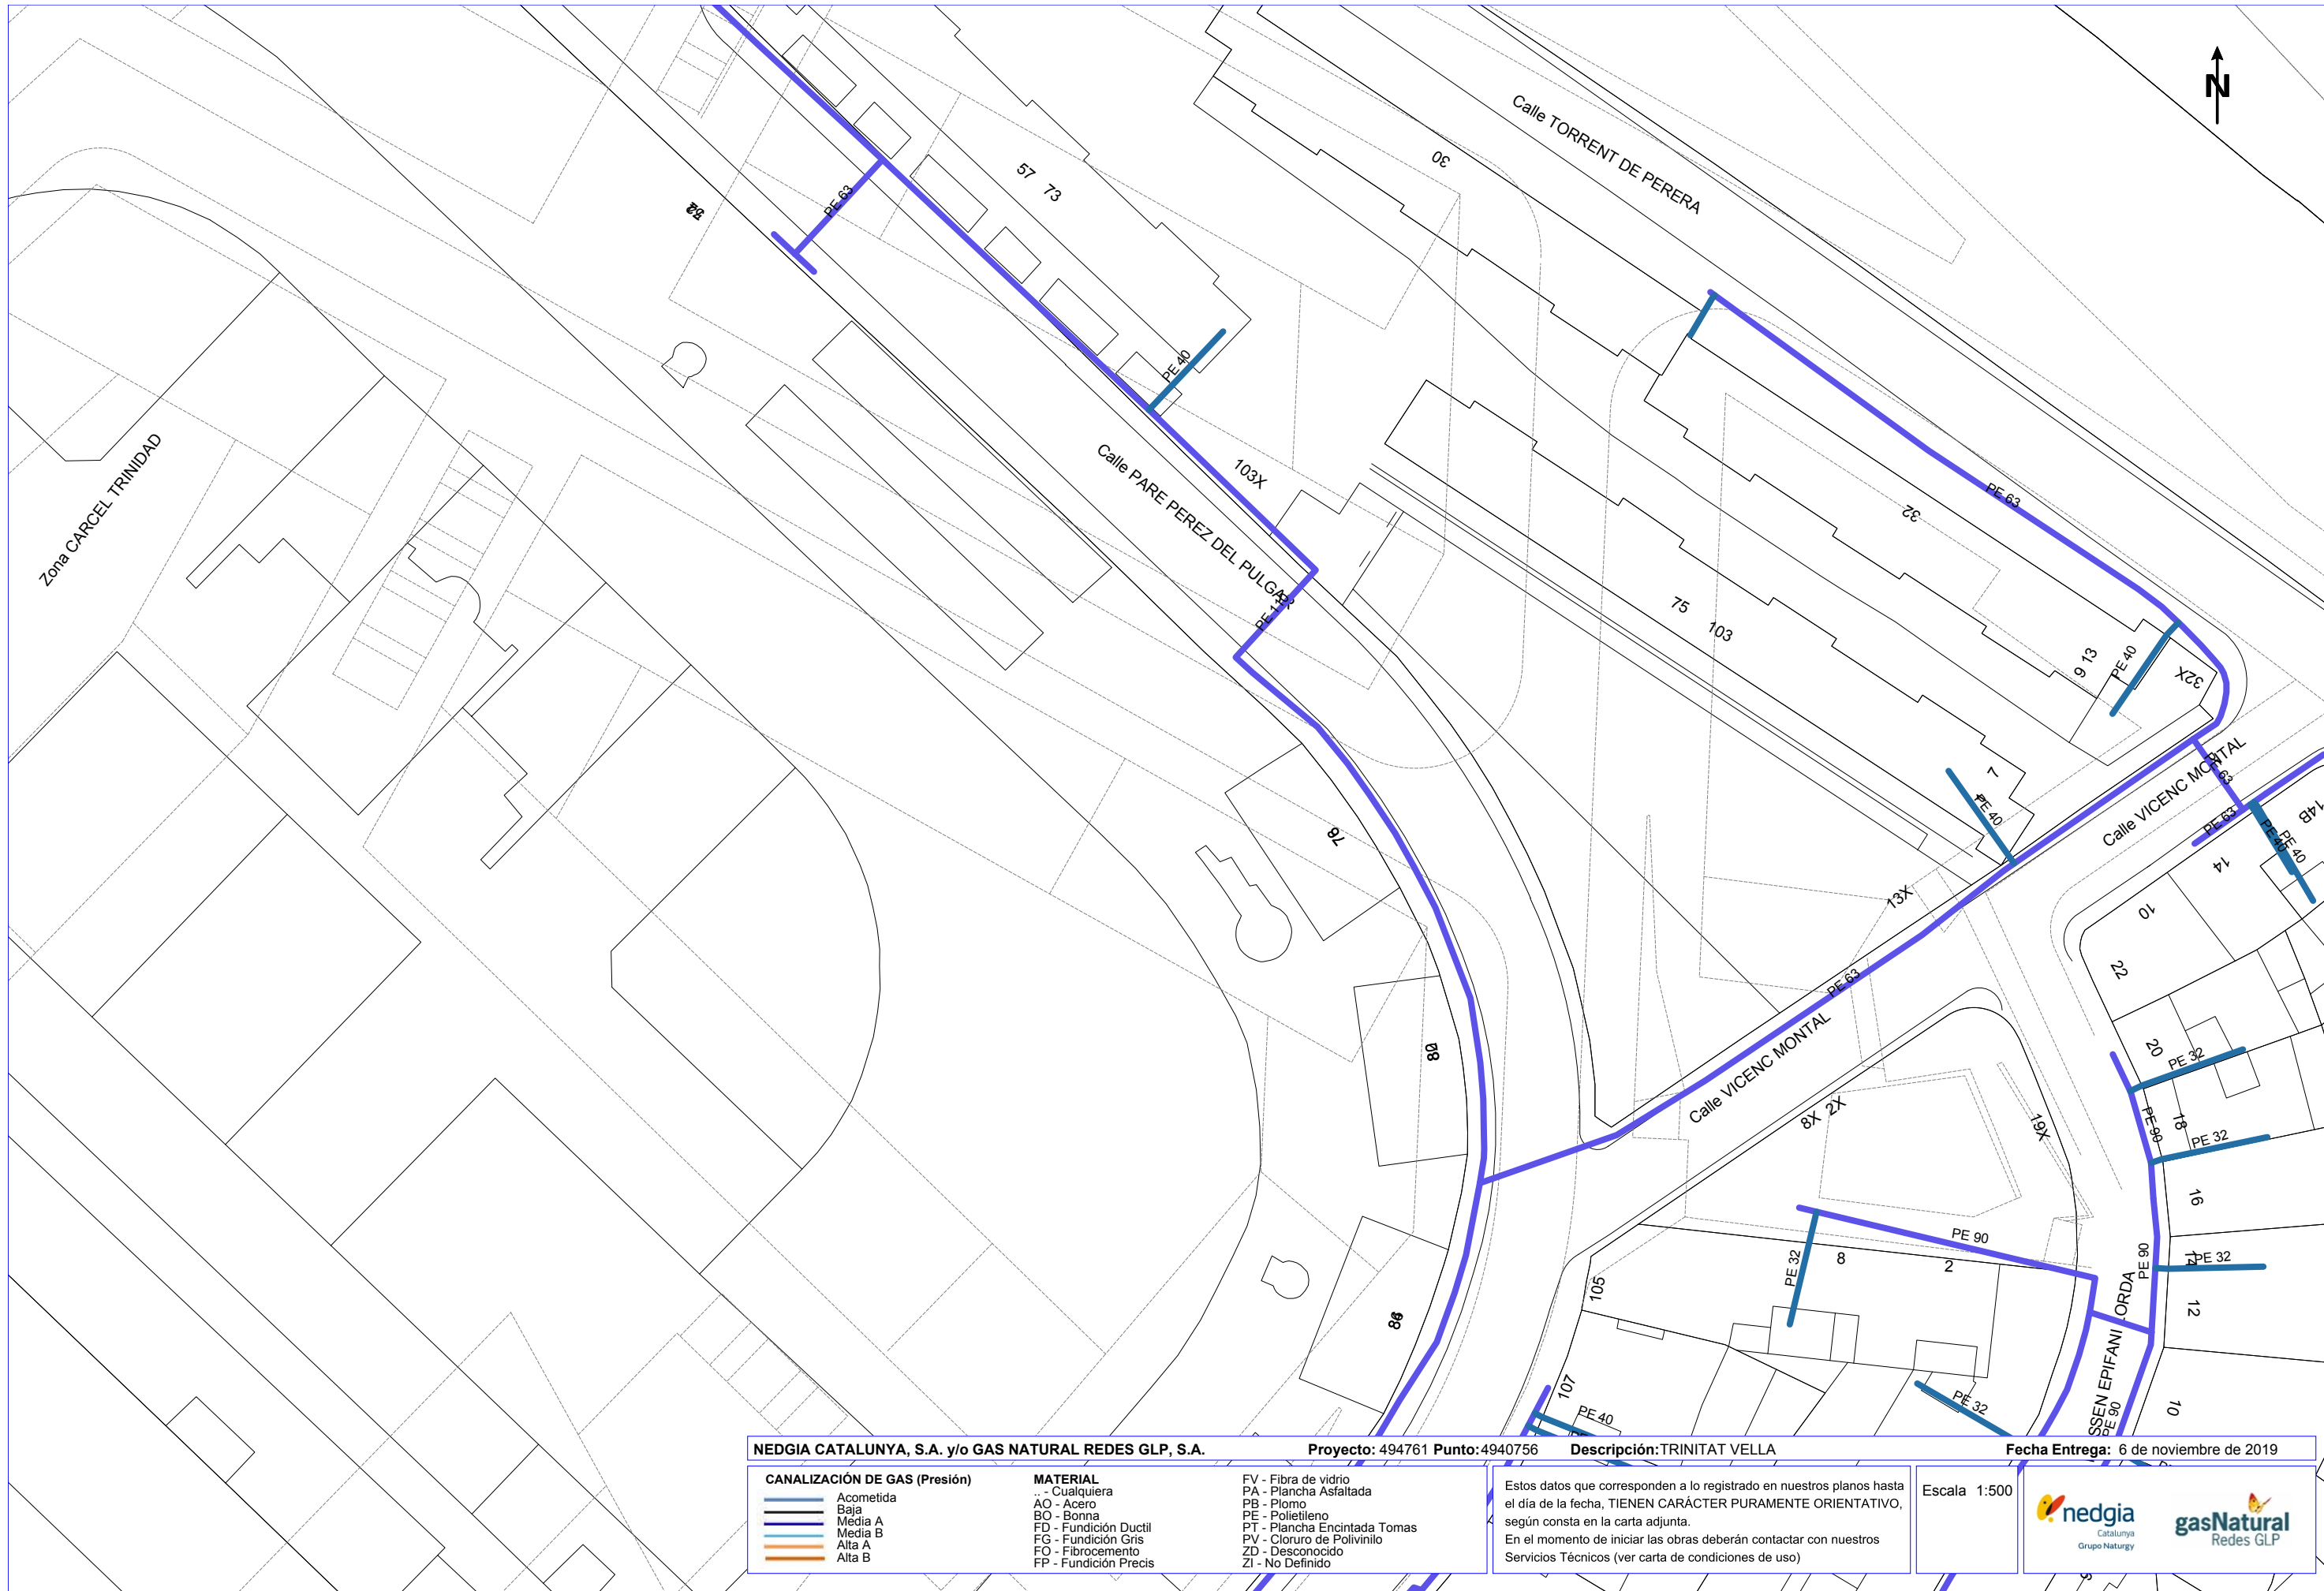 N
Calle TORRENT DE PERERA
30
57 73
PE 63
PE 40
Zona CARCEL TRINIDAD
103X
Calle PARE PEREZ DEL PULGAR
PE 63
32
75
103
9 13
PE 40
32X
7
PE 40
Calle VICENC MONTAL
PE 63
PE 63
14B
PE 40
PE 40
14
10
13X
22
PE 63
20
PE 32
Calle VICENC MONTAL
8X 2X
19X
PE 90
18
PE 32
16
PE 90
8
2
PE 32
PE 90
PE 32
12
105
107
PE 40
PE 32
10
PE 90
NEDGIA CATALUNYA, S.A. y/o GAS NATURAL REDES GLP, S.A.
Proyecto: 494761 Punto:4940756
Descripción:TRINITAT VELLA
Fecha Entrega: 6 de noviembre de 2019
CANALIZACIÓN DE GAS (Presión)
Acometida
Baja
Media A
Media B
Alta A
Alta B
MATERIAL
.. - Cualquiera
AO - Acero
BO - Bonna
FD - Fundición Ductil
FG - Fundición Gris
FO - Fibrocemento
FP - Fundición Precis
FV - Fibra de vidrio
PA - Plancha Asfaltada
PB - Plomo
PE - Polietileno
PT - Plancha Encintada Tomas
PV - Cloruro de Polivinilo
ZD - Desconocido
ZI - No Definido
Estos datos que corresponden a lo registrado en nuestros planos hasta
el día de la fecha, TIENEN CARÁCTER PURAMENTE ORIENTATIVO,
según consta en la carta adjunta.
En el momento de iniciar las obras deberán contactar con nuestros
Servicios Técnicos (ver carta de condiciones de uso)
Escala 1:500
nedgia
Catalunya
Grupo Naturgy
gasNatural
Redes GLP